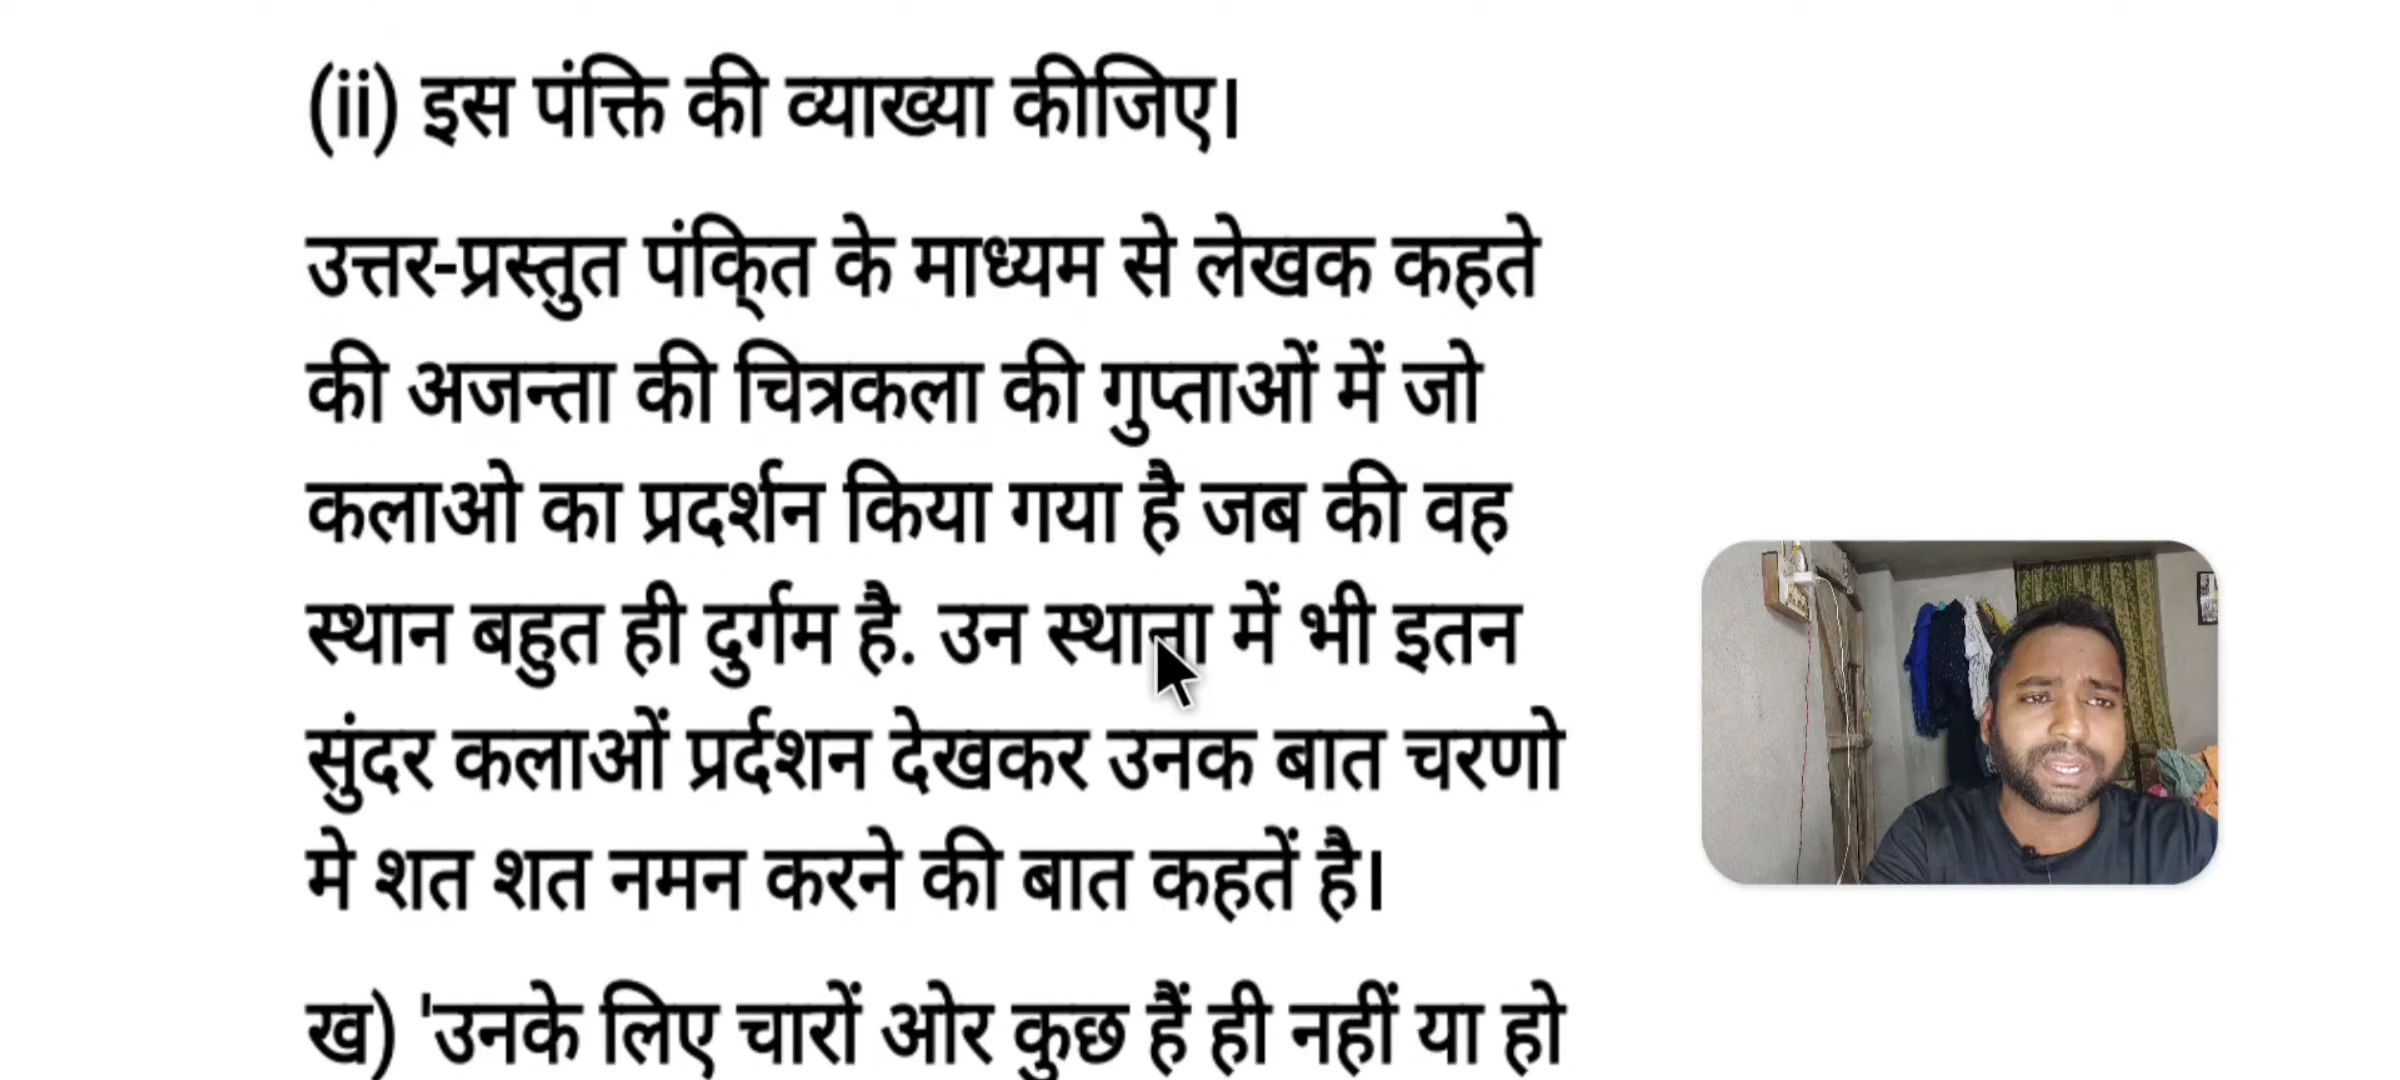 (ii) इस पंक्ति की व्याख्या कीजिए।
उत्तर-प्रस्तुत पंक्ति के माध्यम से लेखक कहते
की अजन्ता की चित्रकला की गुप्ताओं में जो
कलाओ का प्रदर्शन किया गया है जब की वह
स्थान बहुत ही दुर्गम है. उन स्थाना में भी इतन
सुंदर कलाओं प्रर्दशन देखकर उनक बात चरणो
मे शत शत नमन करने की बात कहतें है।
ख) 'उनके लिए चारों ओर कुछ हैं ही नहीं या हो